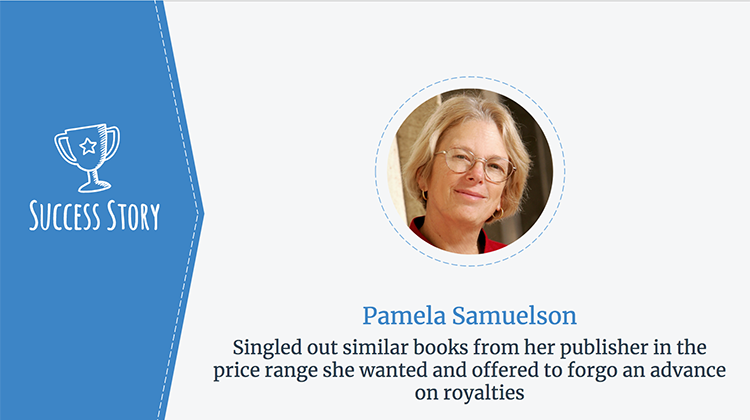 Success Story
Pamela Samuelson
Singled out similar books from her publisher in the
price range she wanted and offered to forgo an advance
on royalties